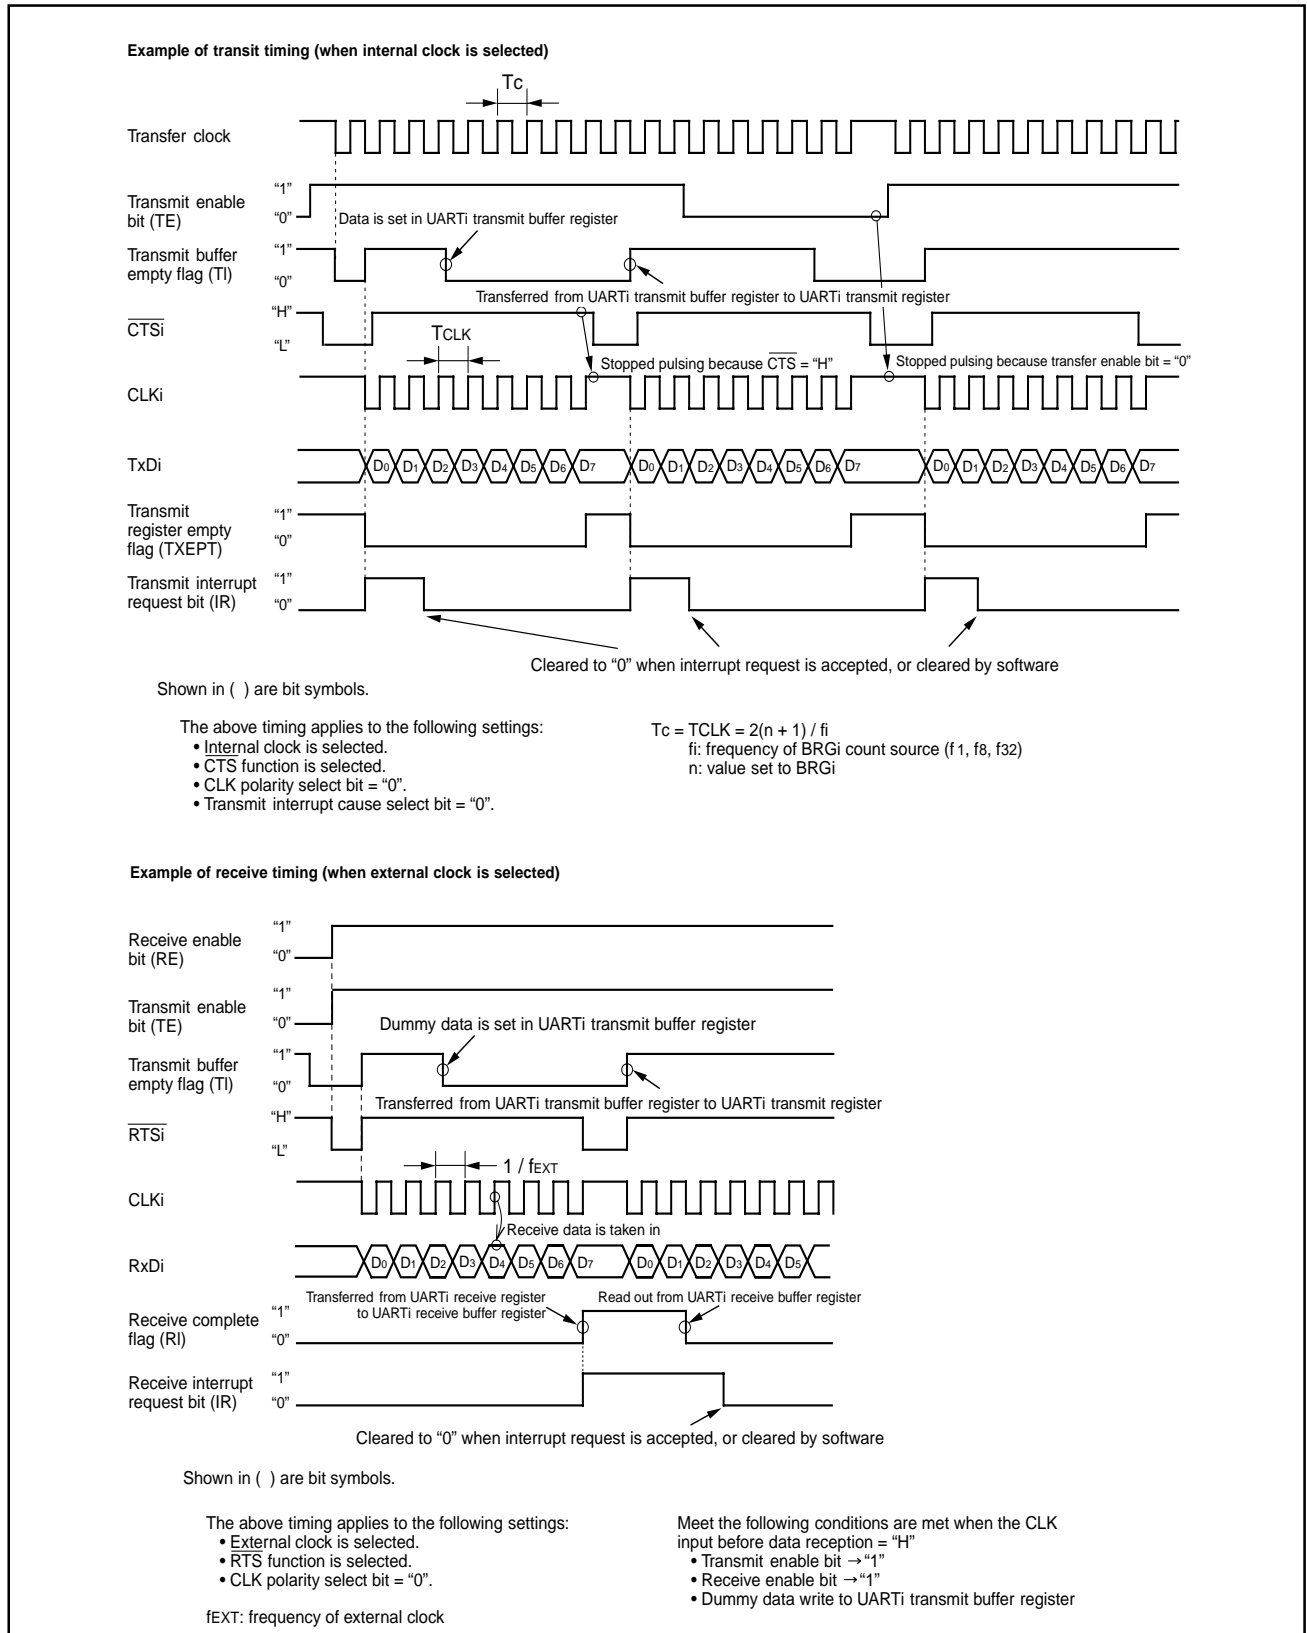 Example of transit timing (when internal clock is selected)
Tc
Transfer clock
Transmit enable
bit (TE)
“1”
“0”
Data is set in UARTi transmit buffer register
Transmit buffer
empty flag (Tl)
“1”
“0”
Transferred from UARTi transmit buffer register to UARTi transmit register
CTSi
“H”
“L”
TCLK
Stopped pulsing because CTS = “H”
Stopped pulsing because transfer enable bit = “0”
CLKi
TxDi
D0 D1 D2 D3 D4 D5 D6 D7 D0 D1 D2 D3 D4 D5 D6 D7 D0 D1 D2 D3 D4 D5 D6 D7
Transmit
register empty
flag (TXEPT)
“1”
“0”
Transmit interrupt
request bit (IR)
“1”
“0”
Cleared to “0” when interrupt request is accepted, or cleared by software
Shown in ( ) are bit symbols.
The above timing applies to the following settings:
• Internal clock is selected.
• CTS function is selected.
• CLK polarity select bit = “0”.
• Transmit interrupt cause select bit = “0”.
Tc = TCLK = 2(n + 1) / fi
fi: frequency of BRGi count source (f1, f8, f32)
n: value set to BRGi
Example of receive timing (when external clock is selected)
Receive enable
bit (RE)
“1”
“0”
Transmit enable
bit (TE)
“1”
“0”
Dummy data is set in UARTi transmit buffer register
Transmit buffer
empty flag (Tl)
“1”
“0”
Transferred from UARTi transmit buffer register to UARTi transmit register
RTSi
“H”
“L”
1 / fEXT
CLKi
Receive data is taken in
RxDi
D0 D1 D2 D3 D4 D5 D6 D7 D0 D1 D2 D3 D4 D5
Transferred from UARTi receive register
to UARTi receive buffer register
Read out from UARTi receive buffer register
Receive complete
flag (Rl)
“1”
“0”
Receive interrupt
request bit (IR)
“1”
“0”
Cleared to “0” when interrupt request is accepted, or cleared by software
Shown in ( ) are bit symbols.
The above timing applies to the following settings:
• External clock is selected.
• RTS function is selected.
• CLK polarity select bit = “0”.
fEXT: frequency of external clock
Meet the following conditions are met when the CLK
input before data reception = “H”
• Transmit enable bit → “1”
• Receive enable bit → “1”
• Dummy data write to UARTi transmit buffer register